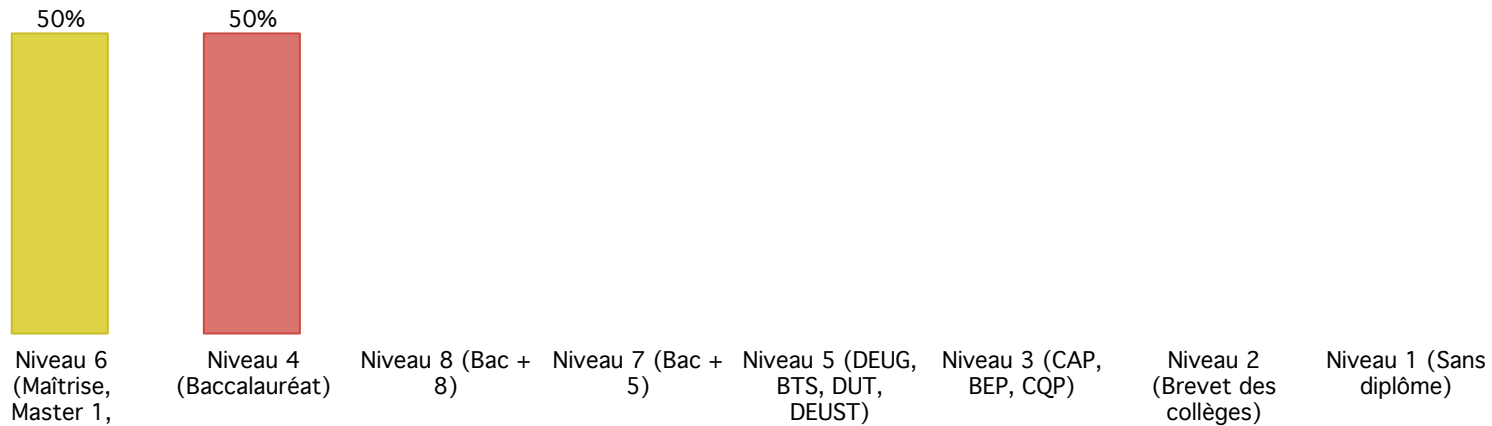 50%
50%
Niveau 6
(Maîtrise,
Master 1,
Niveau 4
(Baccalauréat)
Niveau 8 (Bac +
8)
Niveau 7 (Bac +
5)
Niveau 5 (DEUG,
BTS, DUT,
DEUST)
Niveau 3 (CAP,
BEP, CQP)
Niveau 2
(Brevet des
collèges)
Niveau 1 (Sans
diplôme)